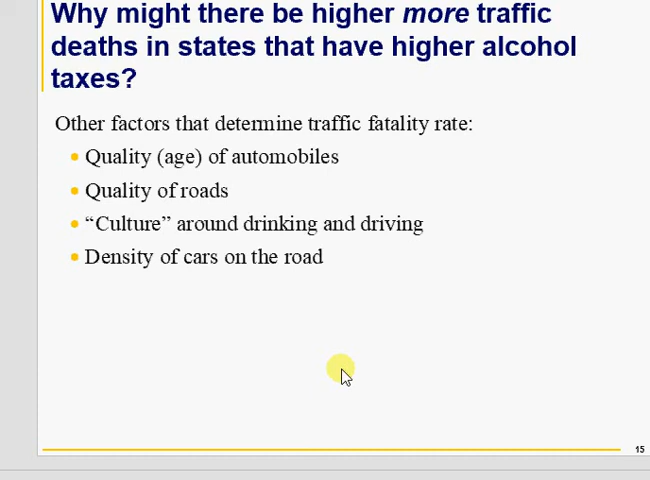 Why might there be higher more traffic
deaths in states that have higher alcohol
taxes?
Other factors that determine traffic fatality rate:
• Quality (age) of automobiles
• Quality of roads
• “Culture” around drinking and driving
• Density of cars on the road
15